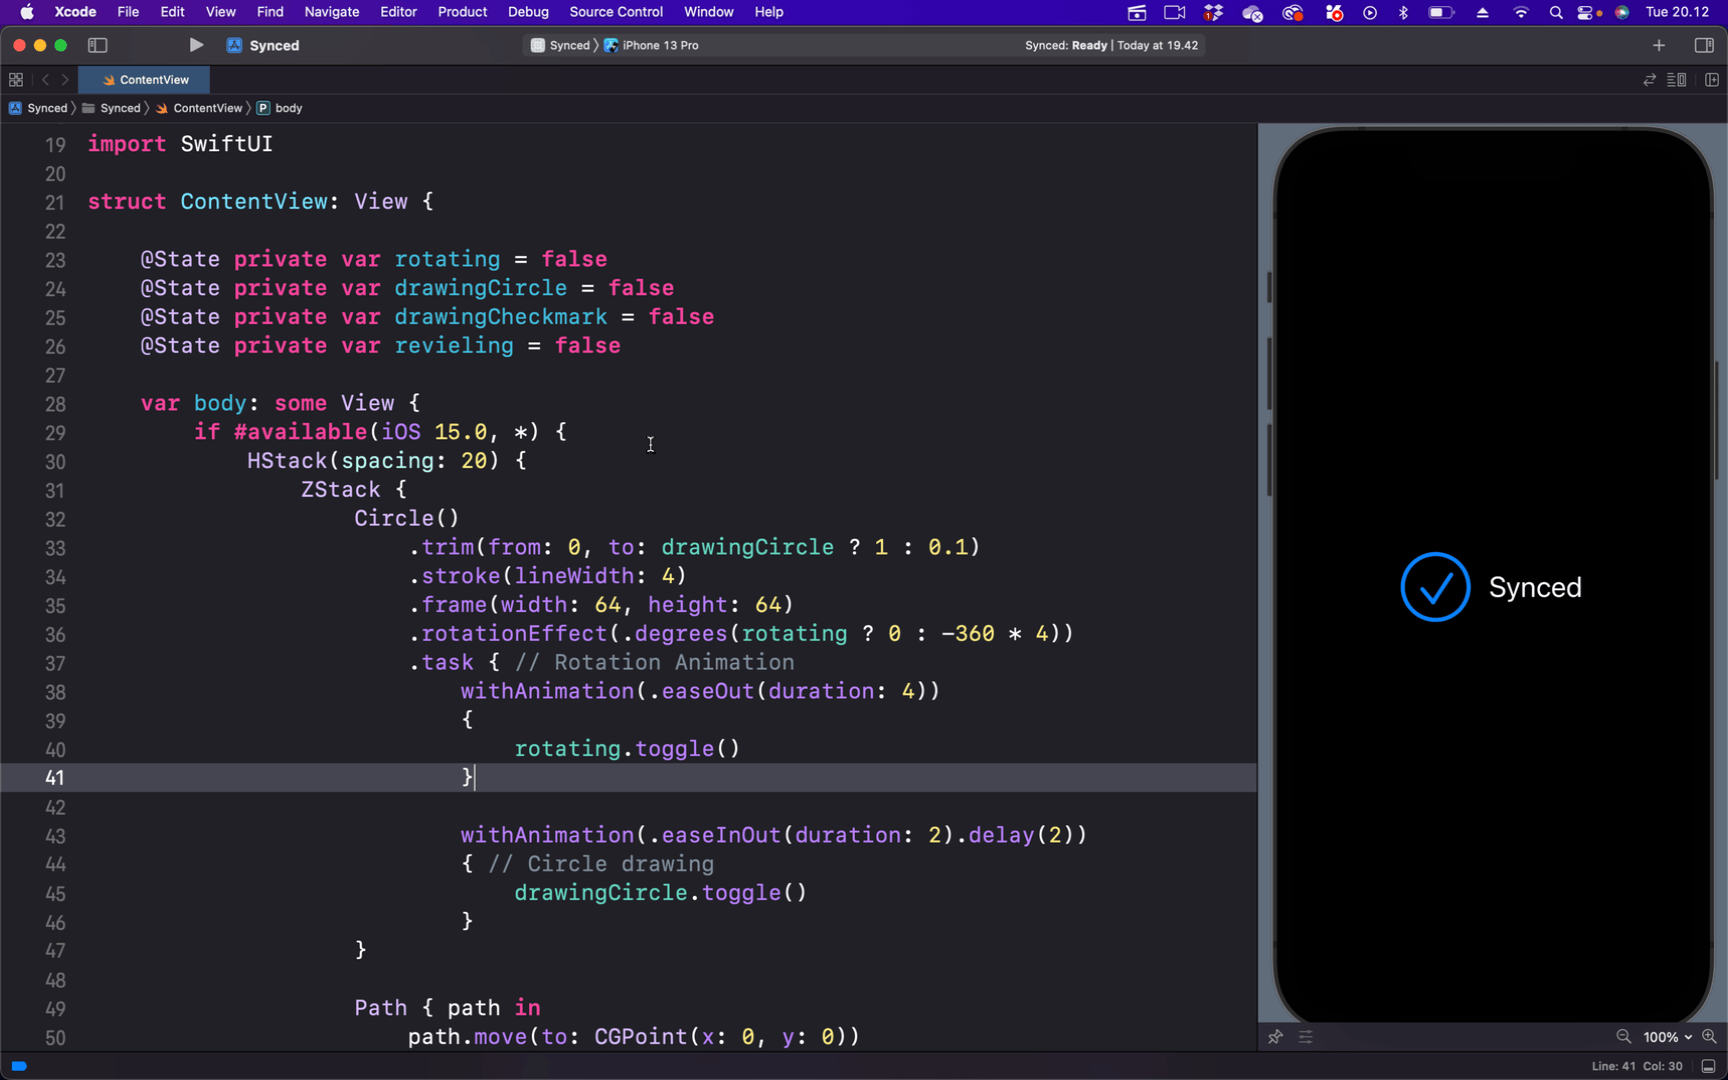 Xcode File Edit View Find Navigate Editor Product Debug Source Control Window Help Tue 20.12
Synced Synced iPhone 13 Pro Synced: Ready | Today at 19.42
ContentView
Synced Synced ContentView P body
19 import SwiftUI
20
21 struct ContentView: View {
22
23 @State private var rotating = false
24 @State private var drawingCircle = false
25 @State private var drawingCheckmark = false
26 @State private var revieling = false
27
28 var body: some View {
29 if #available(iOS 15.0, *) {
30 HStack(spacing: 20) {
31 ZStack {
32 Circle()
33 .trim(from: 0, to: drawingCircle ? 1 : 0.1)
34 .stroke(lineWidth: 4)
35 .frame(width: 64, height: 64)
36 .rotationEffect(.degrees(rotating ? 0 : -360 * 4))
37 .task { // Rotation Animation
38 withAnimation(.easeOut(duration: 4))
39 {
40 rotating.toggle()
41 }
42
43 withAnimation(.easeInOut(duration: 2).delay(2))
44 { // Circle drawing
45 drawingCircle.toggle()
46 }
47 }
48
49 Path { path in
50 path.move(to: CGPoint(x: 0, y: 0))
Synced
100%
Line: 41 Col: 30